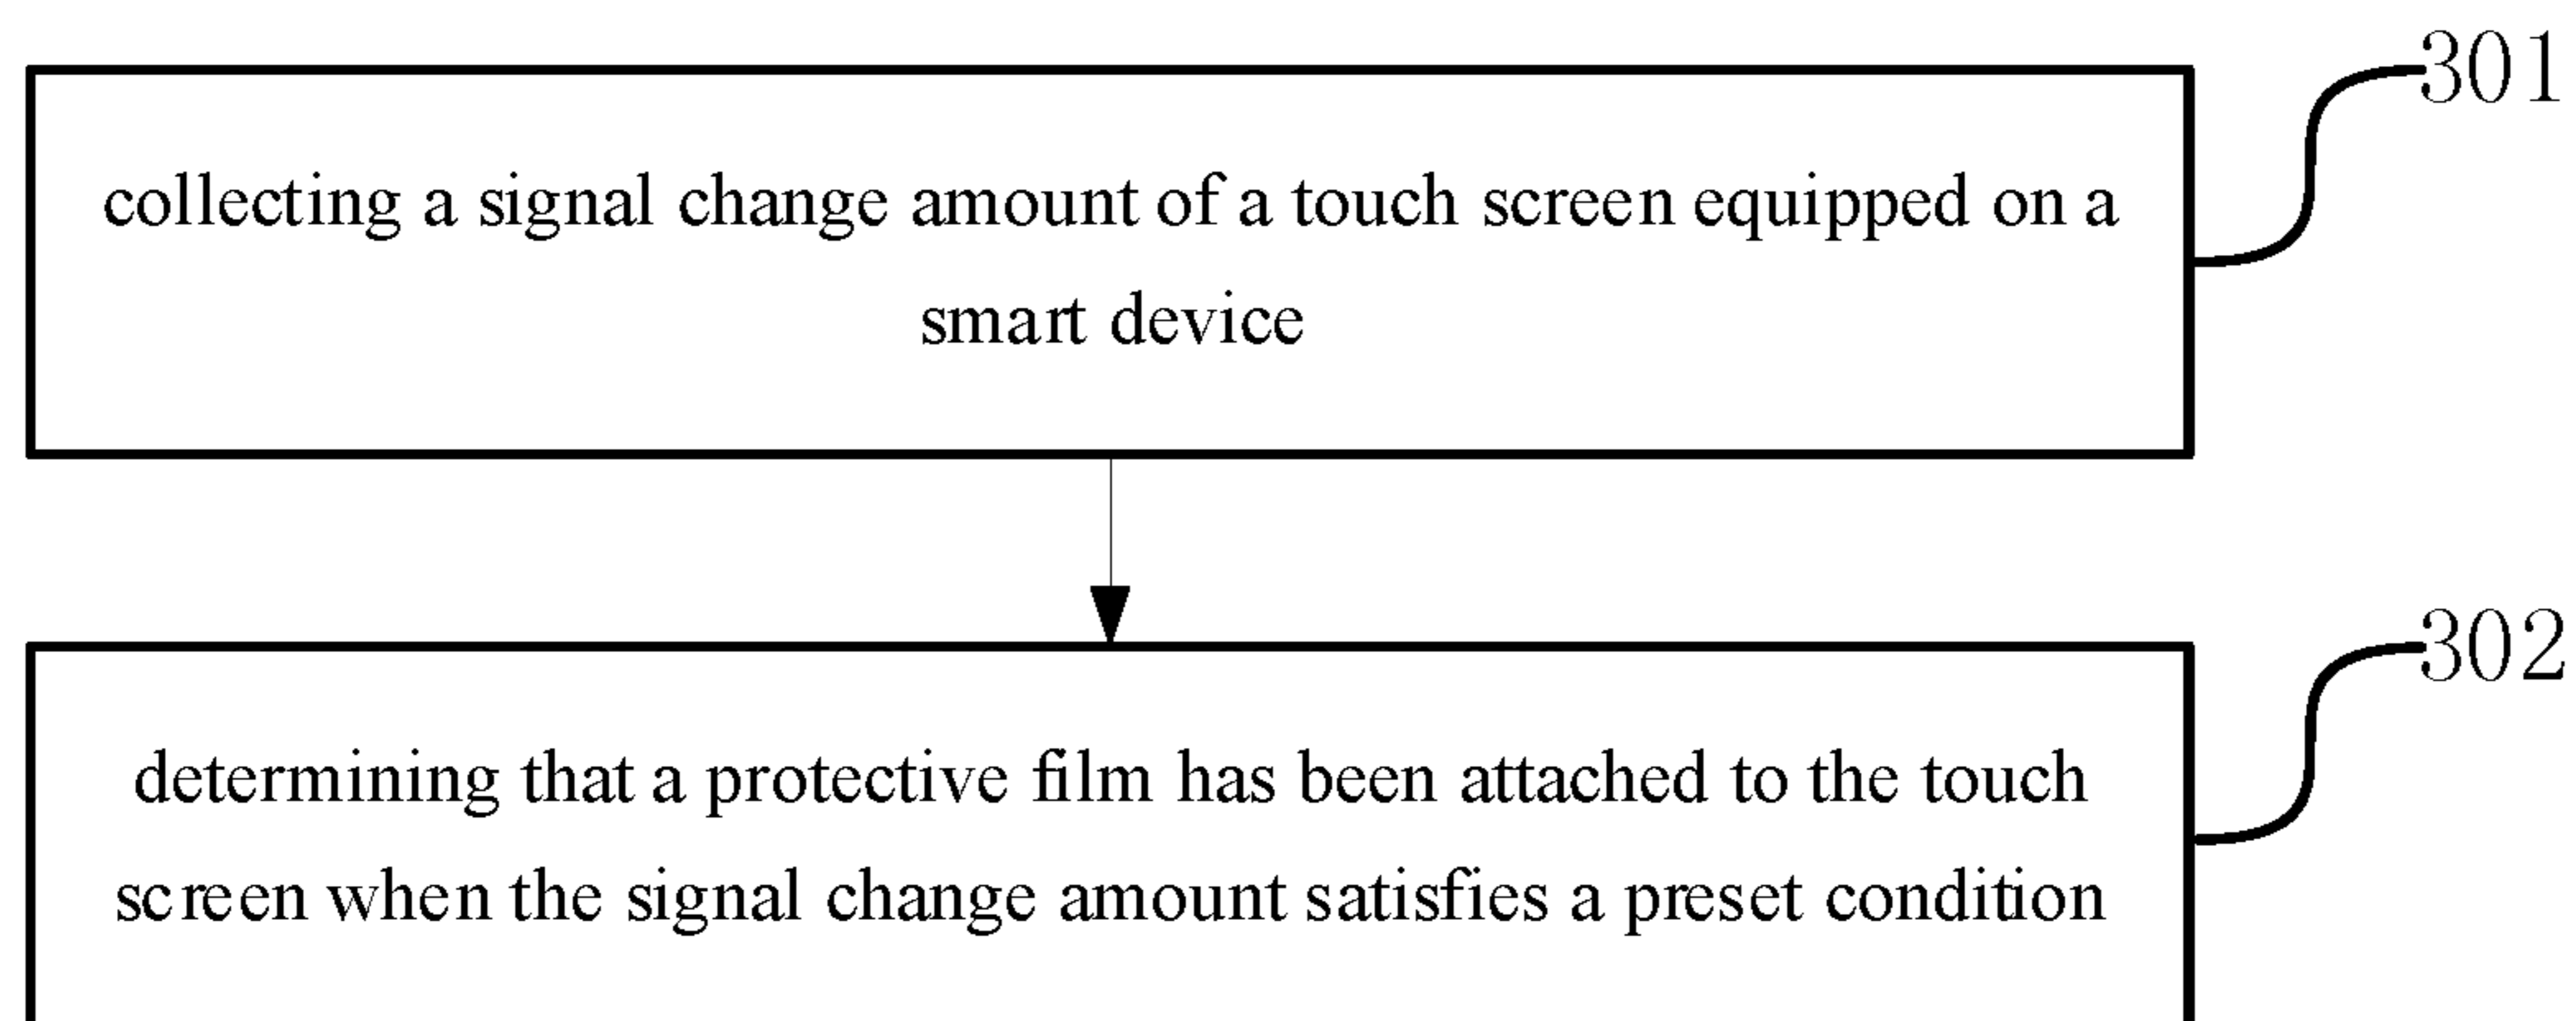 301
collecting a signal change amount of a touch screen equipped on a
smart device
302
determining that a protective film has been attached to the touch
screen when the signal change amount satisfies a preset condition